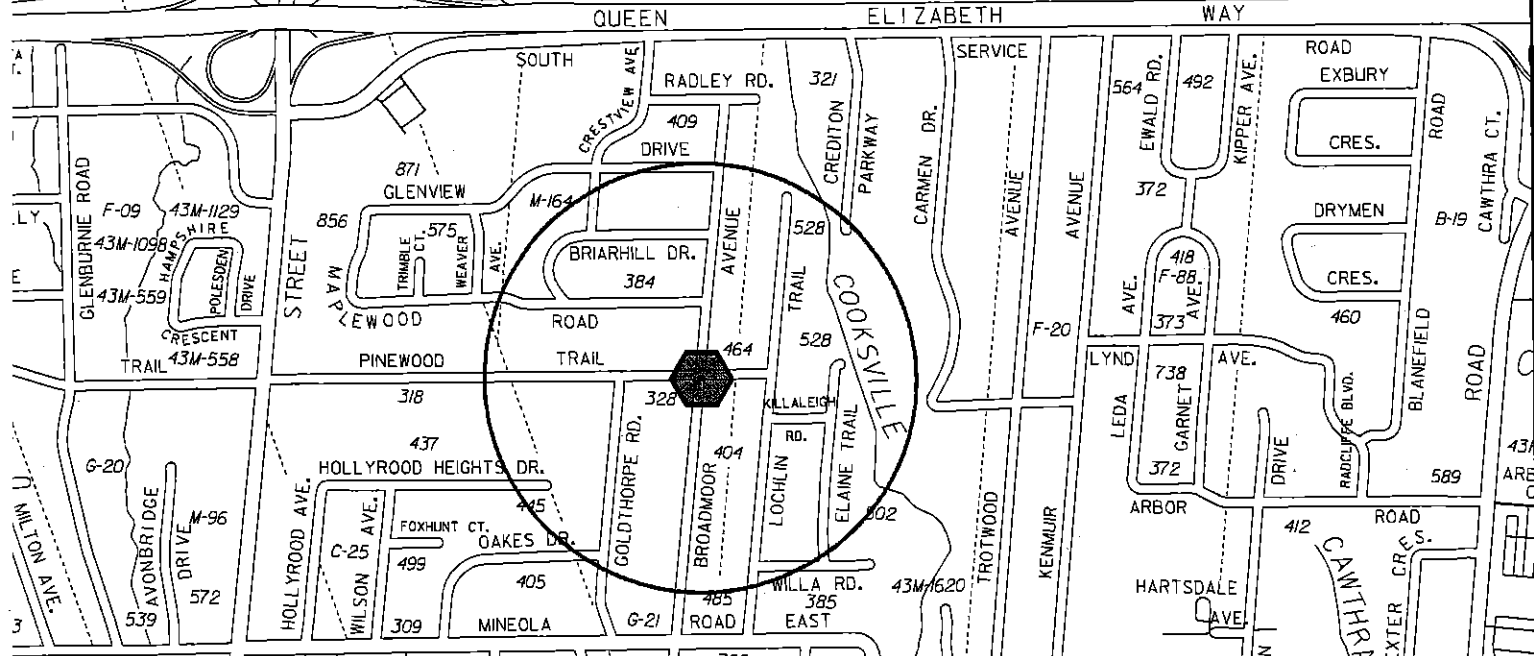 QUEEN ELIZABETH WAY
SOUTH SERVICE ROAD
CRESTVIEW AVE.
RADLEY RD.
321
564
EWALD RD.
492
KIPPER AVE.
EXBURY
CRES.
ROAD
CAWTHRA CT.
409
DRIVE
CREDITON
PARKWAY
CARMEN DR.
AVENUE
AVENUE
871
GLENVIEW
M-164
372
DRYMEN
B-19
GLENBURNIE ROAD
F-09
43M-1129
43M-1098
HAMPSHIRE
856
575
TRIMBLE CT.
WEAVER AVE.
BRIARHILL DR.
384
AVENUE
528
TRAIL
418
F-88
AVE.
AVE.
CRES.
43M-559
POLESDEN
DRIVE
STREET
CRESCENT
43M-558
MAPLEWOOD
ROAD
COOKSVILLE
F-20
373
460
BLANEFIELD
ROAD
TRAIL
PINEWOOD
TRAIL
464
528
LYND
AVE.
318
328
KILLALEIGH
RD.
738
LEDA
GARNET
RADCLIFFE BLVD.
437
GOLDTHORPE RD.
404
G-20
HOLLYROOD HEIGHTS DR.
445
BROADMOOR
LOCHLIN
ELAINE TRAIL
372
DRIVE
589
43M
ARB
MILTON AVE.
AVONBRIDGE
DRIVE
M-96
HOLLYROOD AVE.
WILSON AVE.
C-25
FOXHUNT CT.
499
OAKES DR.
405
502
TROTWOOD
KENMUIR
ARBOR
412
ROAD
572
539
WILLA RD.
385
43M-1620
HARTSDALE
AVE.
CRES.
309
MINEOLA
G-21
485
ROAD
EAST